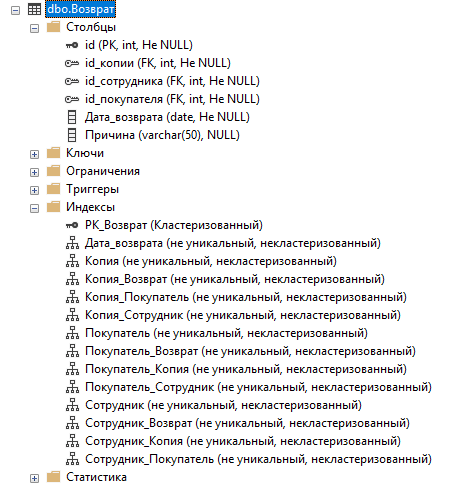 dbo.Возврат
Столбцы
id (PK, int, Не NULL)
id_копии (FK, int, Не NULL)
id_сотрудника (FK, int, Не NULL)
id_покупателя (FK, int, Не NULL)
Дата_возврата (date, Не NULL)
Причина (varchar(50), NULL)
Ключи
Ограничения
Триггеры
Индексы
PK_Возврат (Кластеризованный)
Дата_возврата (не уникальный, некластеризованный)
Копия (не уникальный, некластеризованный)
Копия_Возврат (не уникальный, некластеризованный)
Копия_Покупатель (не уникальный, некластеризованный)
Копия_Сотрудник (не уникальный, некластеризованный)
Покупатель (не уникальный, некластеризованный)
Покупатель_Возврат (не уникальный, некластеризованный)
Покупатель_Копия (не уникальный, некластеризованный)
Покупатель_Сотрудник (не уникальный, некластеризованный)
Сотрудник (не уникальный, некластеризованный)
Сотрудник_Возврат (не уникальный, некластеризованный)
Сотрудник_Копия (не уникальный, некластеризованный)
Сотрудник_Покупатель (не уникальный, некластеризованный)
Статистика